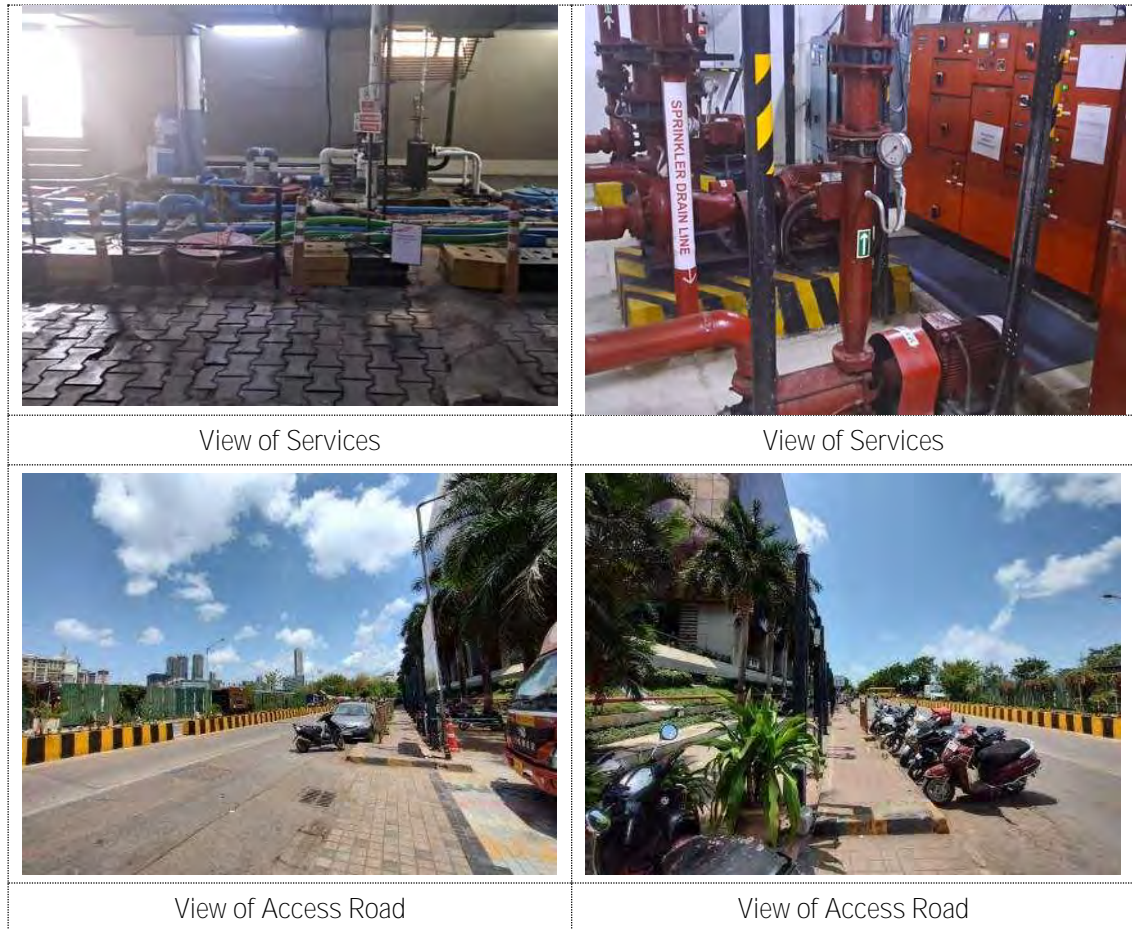 SPRINKLER DRAIN LINE
View of Services
View of Services
View of Access Road
View of Access Road